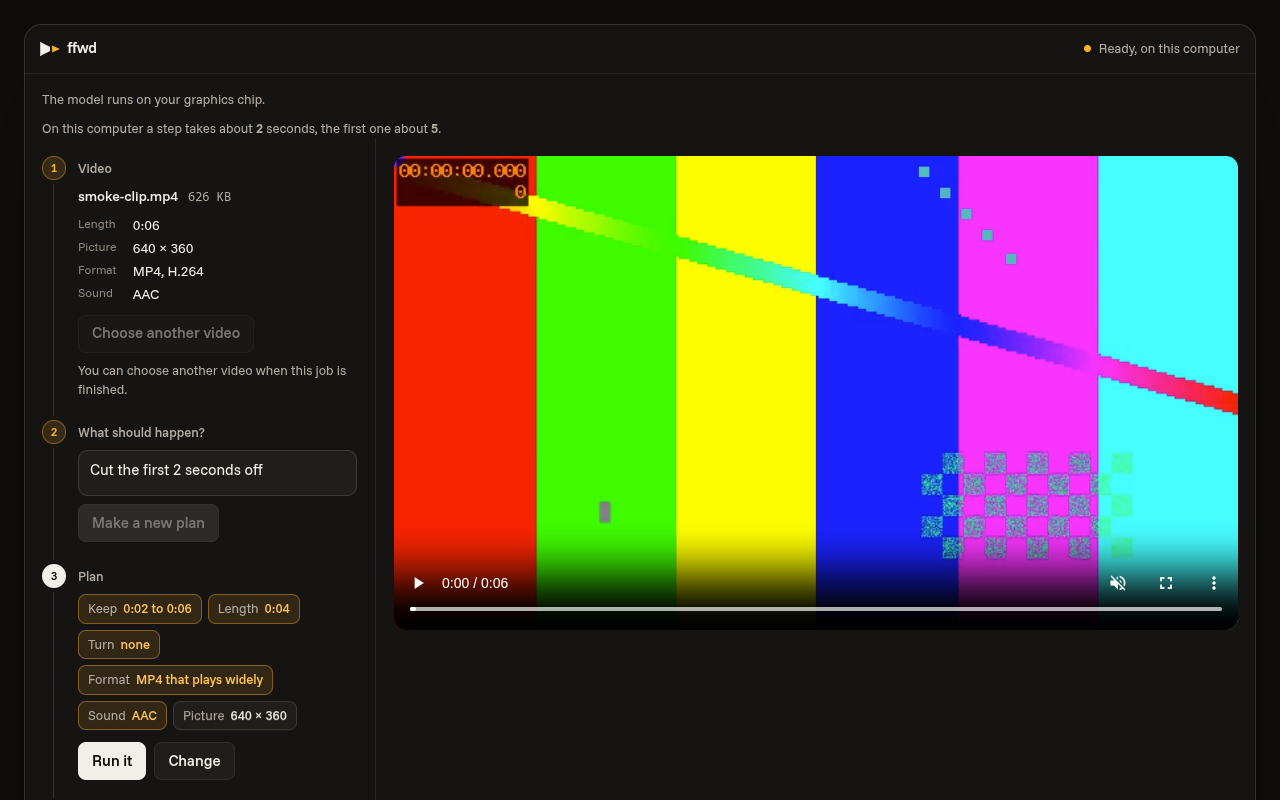 ffwd
Ready, on this computer
The model runs on your graphics chip.
On this computer a step takes about 2 seconds, the first one about 5.
1 Video
smoke-clip.mp4 626 KB
Length 0:06
Picture 640 × 360
Format MP4, H.264
Sound AAC
Choose another video
You can choose another video when this job is
finished.
2 What should happen?
Cut the first 2 seconds off
Make a new plan
3 Plan
Keep 0:02 to 0:06 Length 0:04
Turn none
Format MP4 that plays widely
Sound AAC Picture 640 × 360
Run it Change
00:00:00.000
0
0:00 / 0:06